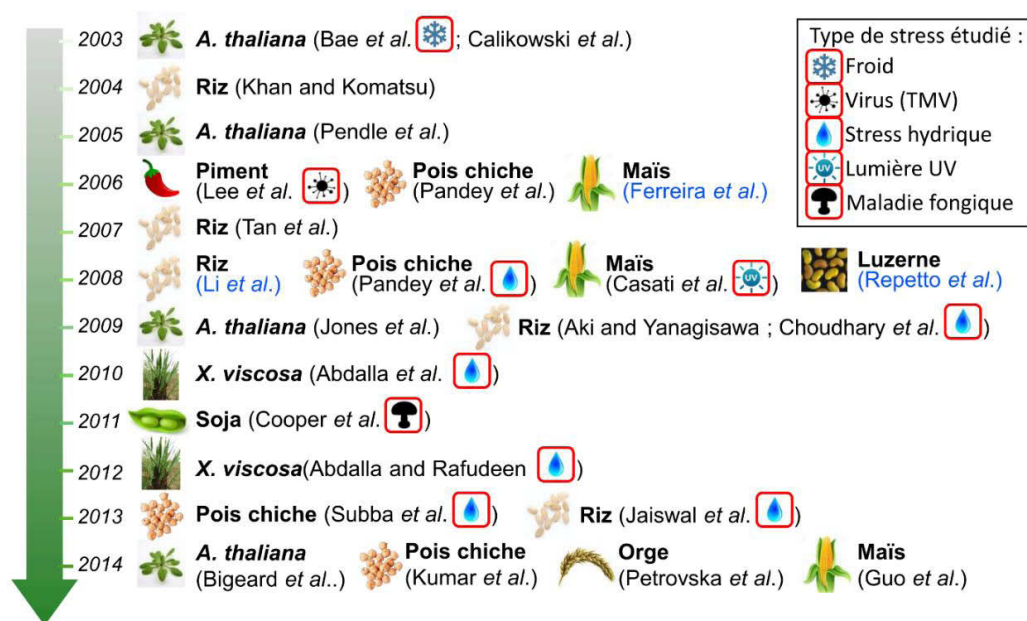 2003 A. thaliana (Bae et al. ; Calikowski et al.)
2004 Riz (Khan and Komatsu)
2005 A. thaliana (Pendle et al.)
2006 Piment Pois chiche Maïs
(Lee et al. ) (Pandey et al.) (Ferreira et al.)
2007 Riz (Tan et al.)
2008 Riz Pois chiche Maïs Luzerne
(Li et al.) (Pandey et al. ) (Casati et al. UV ) (Repetto et al.)
2009 A. thaliana (Jones et al.) Riz (Aki and Yanagisawa ; Choudhary et al. )
2010 X. viscosa (Abdalla et al. )
2011 Soja (Cooper et al. )
2012 X. viscosa(Abdalla and Rafudeen )
2013 Pois chiche (Subba et al. ) Riz (Jaiswal et al. )
2014 A. thaliana Pois chiche Orge Maïs
(Bigeard et al..) (Kumar et al.) (Petrovska et al.) (Guo et al.)
Type de stress étudié :
Froid
Virus (TMV)
Stress hydrique
UV Lumière UV
Maladie fongique